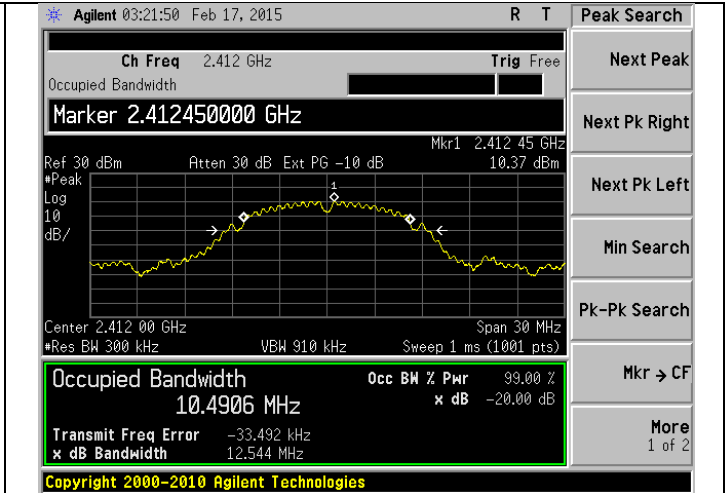 Agilent 03:21:50 Feb 17, 2015 R T
Peak Search
Ch Freq 2.412 GHz Trig Free
Occupied Bandwidth
Marker 2.412450000 GHz
Mkr1 2.412 45 GHz
Ref 30 dBm Atten 30 dB Ext PG -10 dB 10.37 dBm
#Peak
Log
10
dB/
1
Center 2.412 00 GHz Span 30 MHz
#Res BW 300 kHz VBW 910 kHz Sweep 1 ms (1001 pts)
Occupied Bandwidth Occ BW % Pwr 99.00 %
10.4906 MHz x dB -20.00 dB
Transmit Freq Error -33.492 kHz
x dB Bandwidth 12.544 MHz
Copyright 2000-2010 Agilent Technologies
Next Peak
Next Pk Right
Next Pk Left
Min Search
Pk-Pk Search
Mkr → CF
More
1 of 2